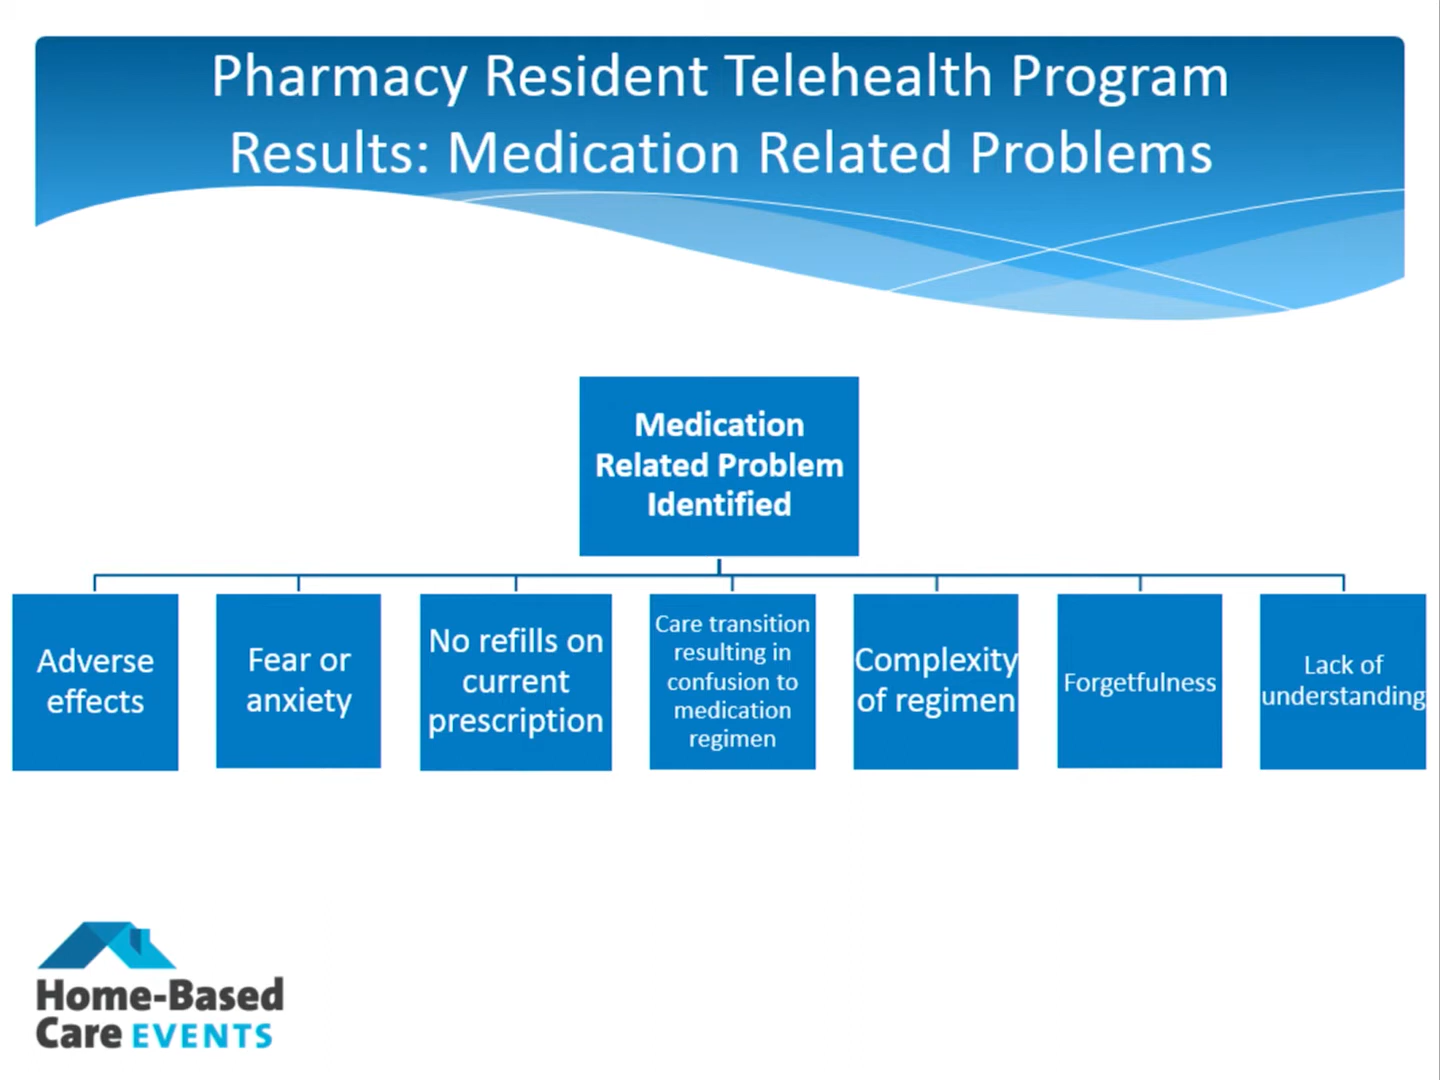 Pharmacy Resident Telehealth Program
Results: Medication Related Problems
Medication
Related Problem
Identified
Adverse
effects
Fear or
anxiety
No refills on
current
prescription
Care transition
resulting in
confusion to
medication
regimen
Complexity
of regimen
Forgetfulness
Lack of
understanding
Home-Based
Care EVENTS